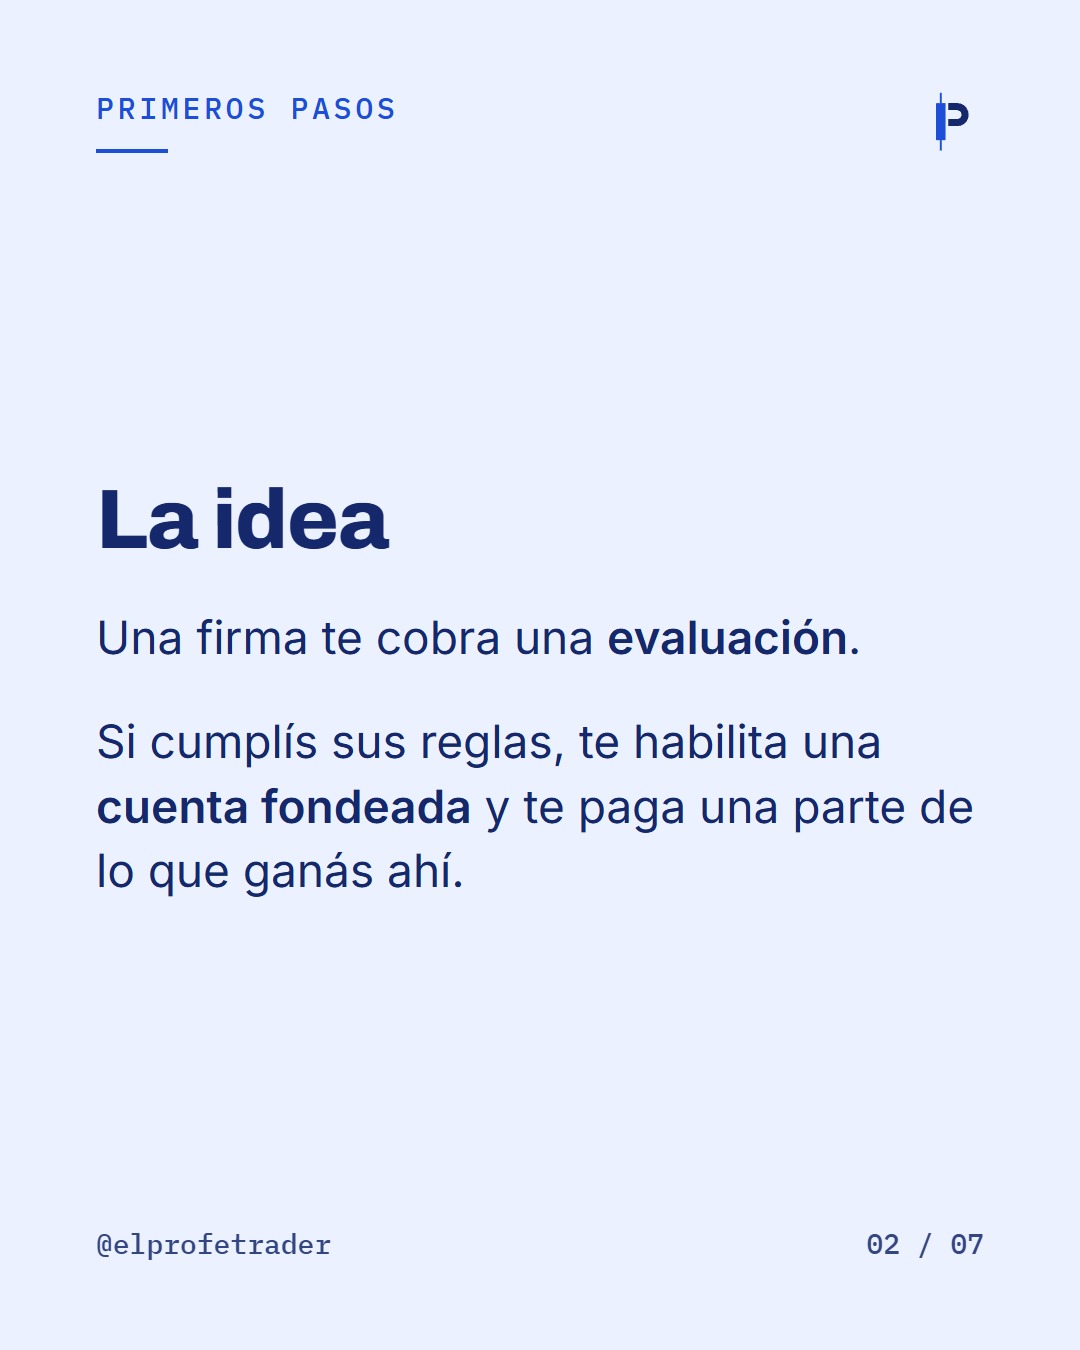 PRIMEROS PASOS
La idea
Una firma te cobra una evaluación.
Si cumplís sus reglas, te habilita una
cuenta fondeada y te paga una parte de
lo que ganás ahí.
@elprofetrader
02 / 07